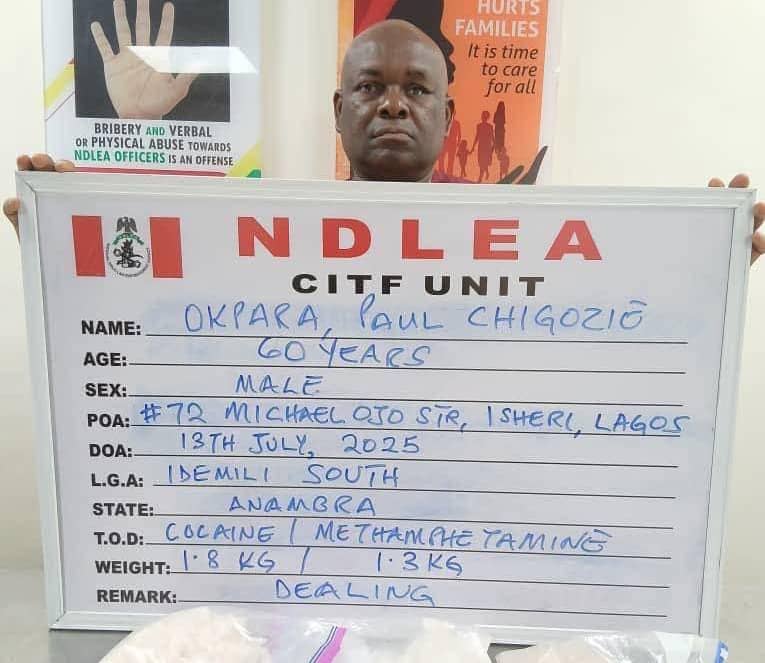 BRIBERY AND VERBAL
OR PHYSICAL ABUSE TOWARDS
NDLEA OFFICERS IS AN OFFENSE
HURTS
FAMILIES
It is time
to care
for all
NDLEA
CITF UNIT
NAME: OKPARA, PAUL CHIGOZIE
AGE: 60 YEARS
SEX: MALE
POA: #72 MICHAEL OJO STR, ISHERI, LAGOS
DOA: 13TH JULY, 2025
L.G.A: IDEMILI SOUTH
STATE: ANAMBRA
T.O.D: COCAINE / METHAMPHETAMINE
WEIGHT: 1.8 KG / 1.3 KG
REMARK: DEALING